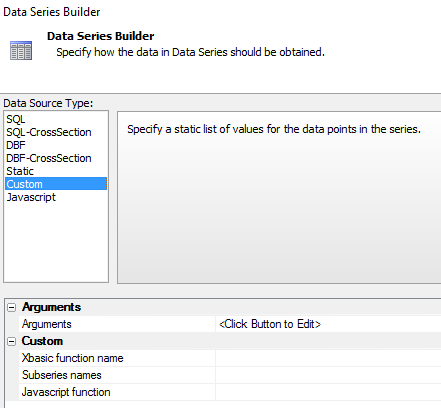 Data Series Builder
Data Series Builder
Specify how the data in Data Series should be obtained.
Data Source Type:
SQL
SQL-CrossSection
DBF
DBF-CrossSection
Static
Custom
Javascript
Specify a static list of values for the data points in the series.
Arguments
Arguments <Click Button to Edit>
Custom
Xbasic function name
Subseries names
Javascript function